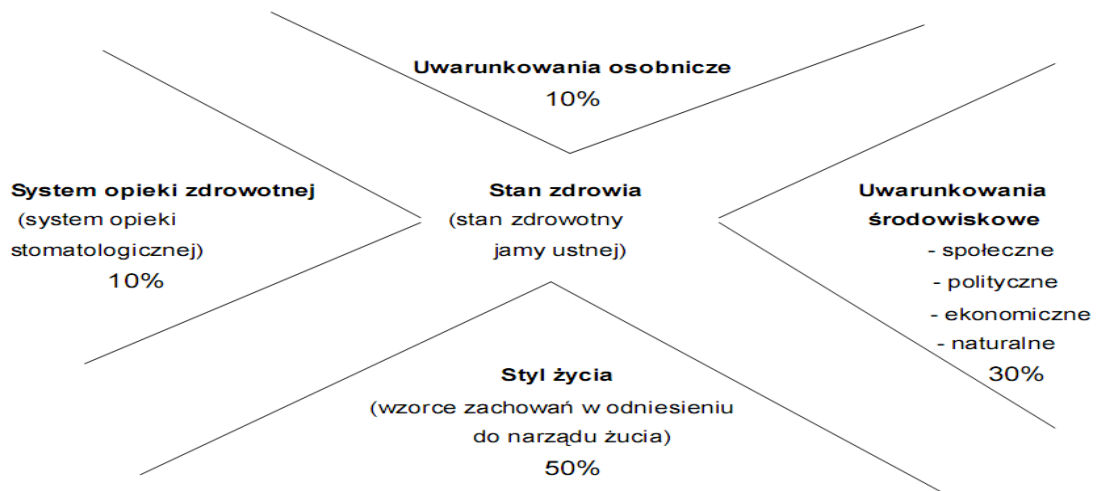 Uwarunkowania osobnicze
10%
System opieki zdrowotnej
(system opieki
stomatologicznej)
10%
Stan zdrowia
(stan zdrowotny
jamy ustnej)
Uwarunkowania
środowiskowe
- społeczne
- polityczne
- ekonomiczne
- naturalne
30%
Styl życia
(wzorce zachowań w odniesieniu
do narządu żucia)
50%